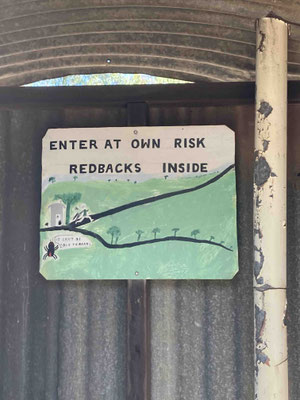 ENTER AT OWN RISK
REDBACKS INSIDE